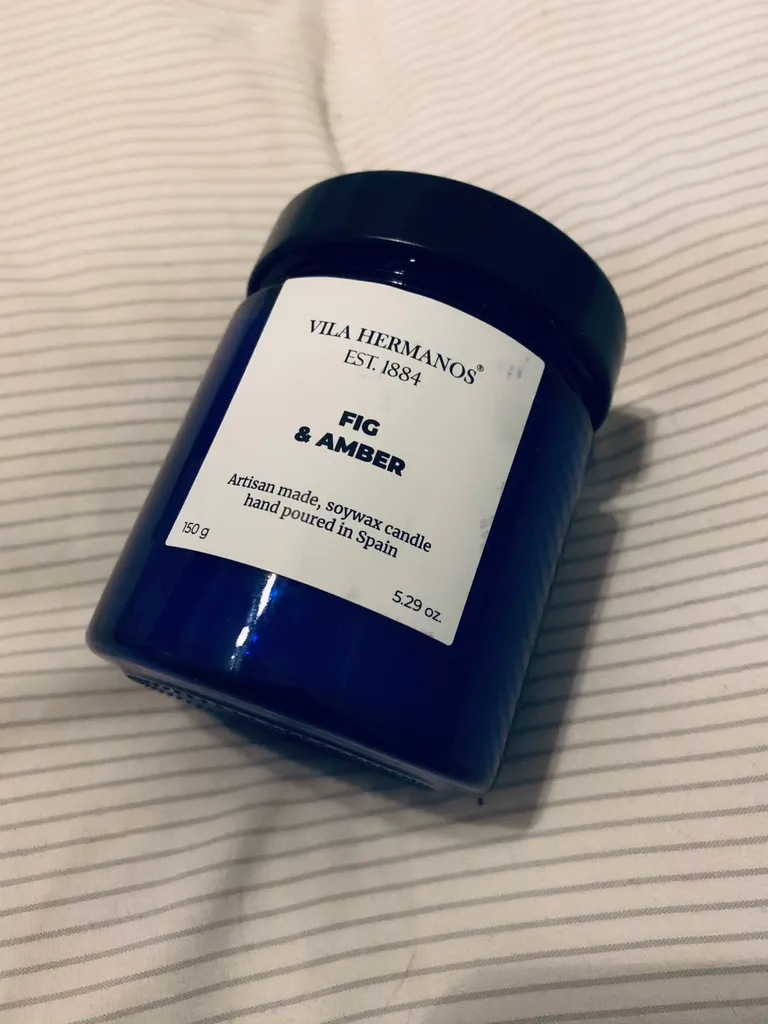 VILA HERMANOS®
EST. 1884
FIG
& AMBER
Artisan made, soywax candle
hand poured in Spain
150 g
5.29 oz.